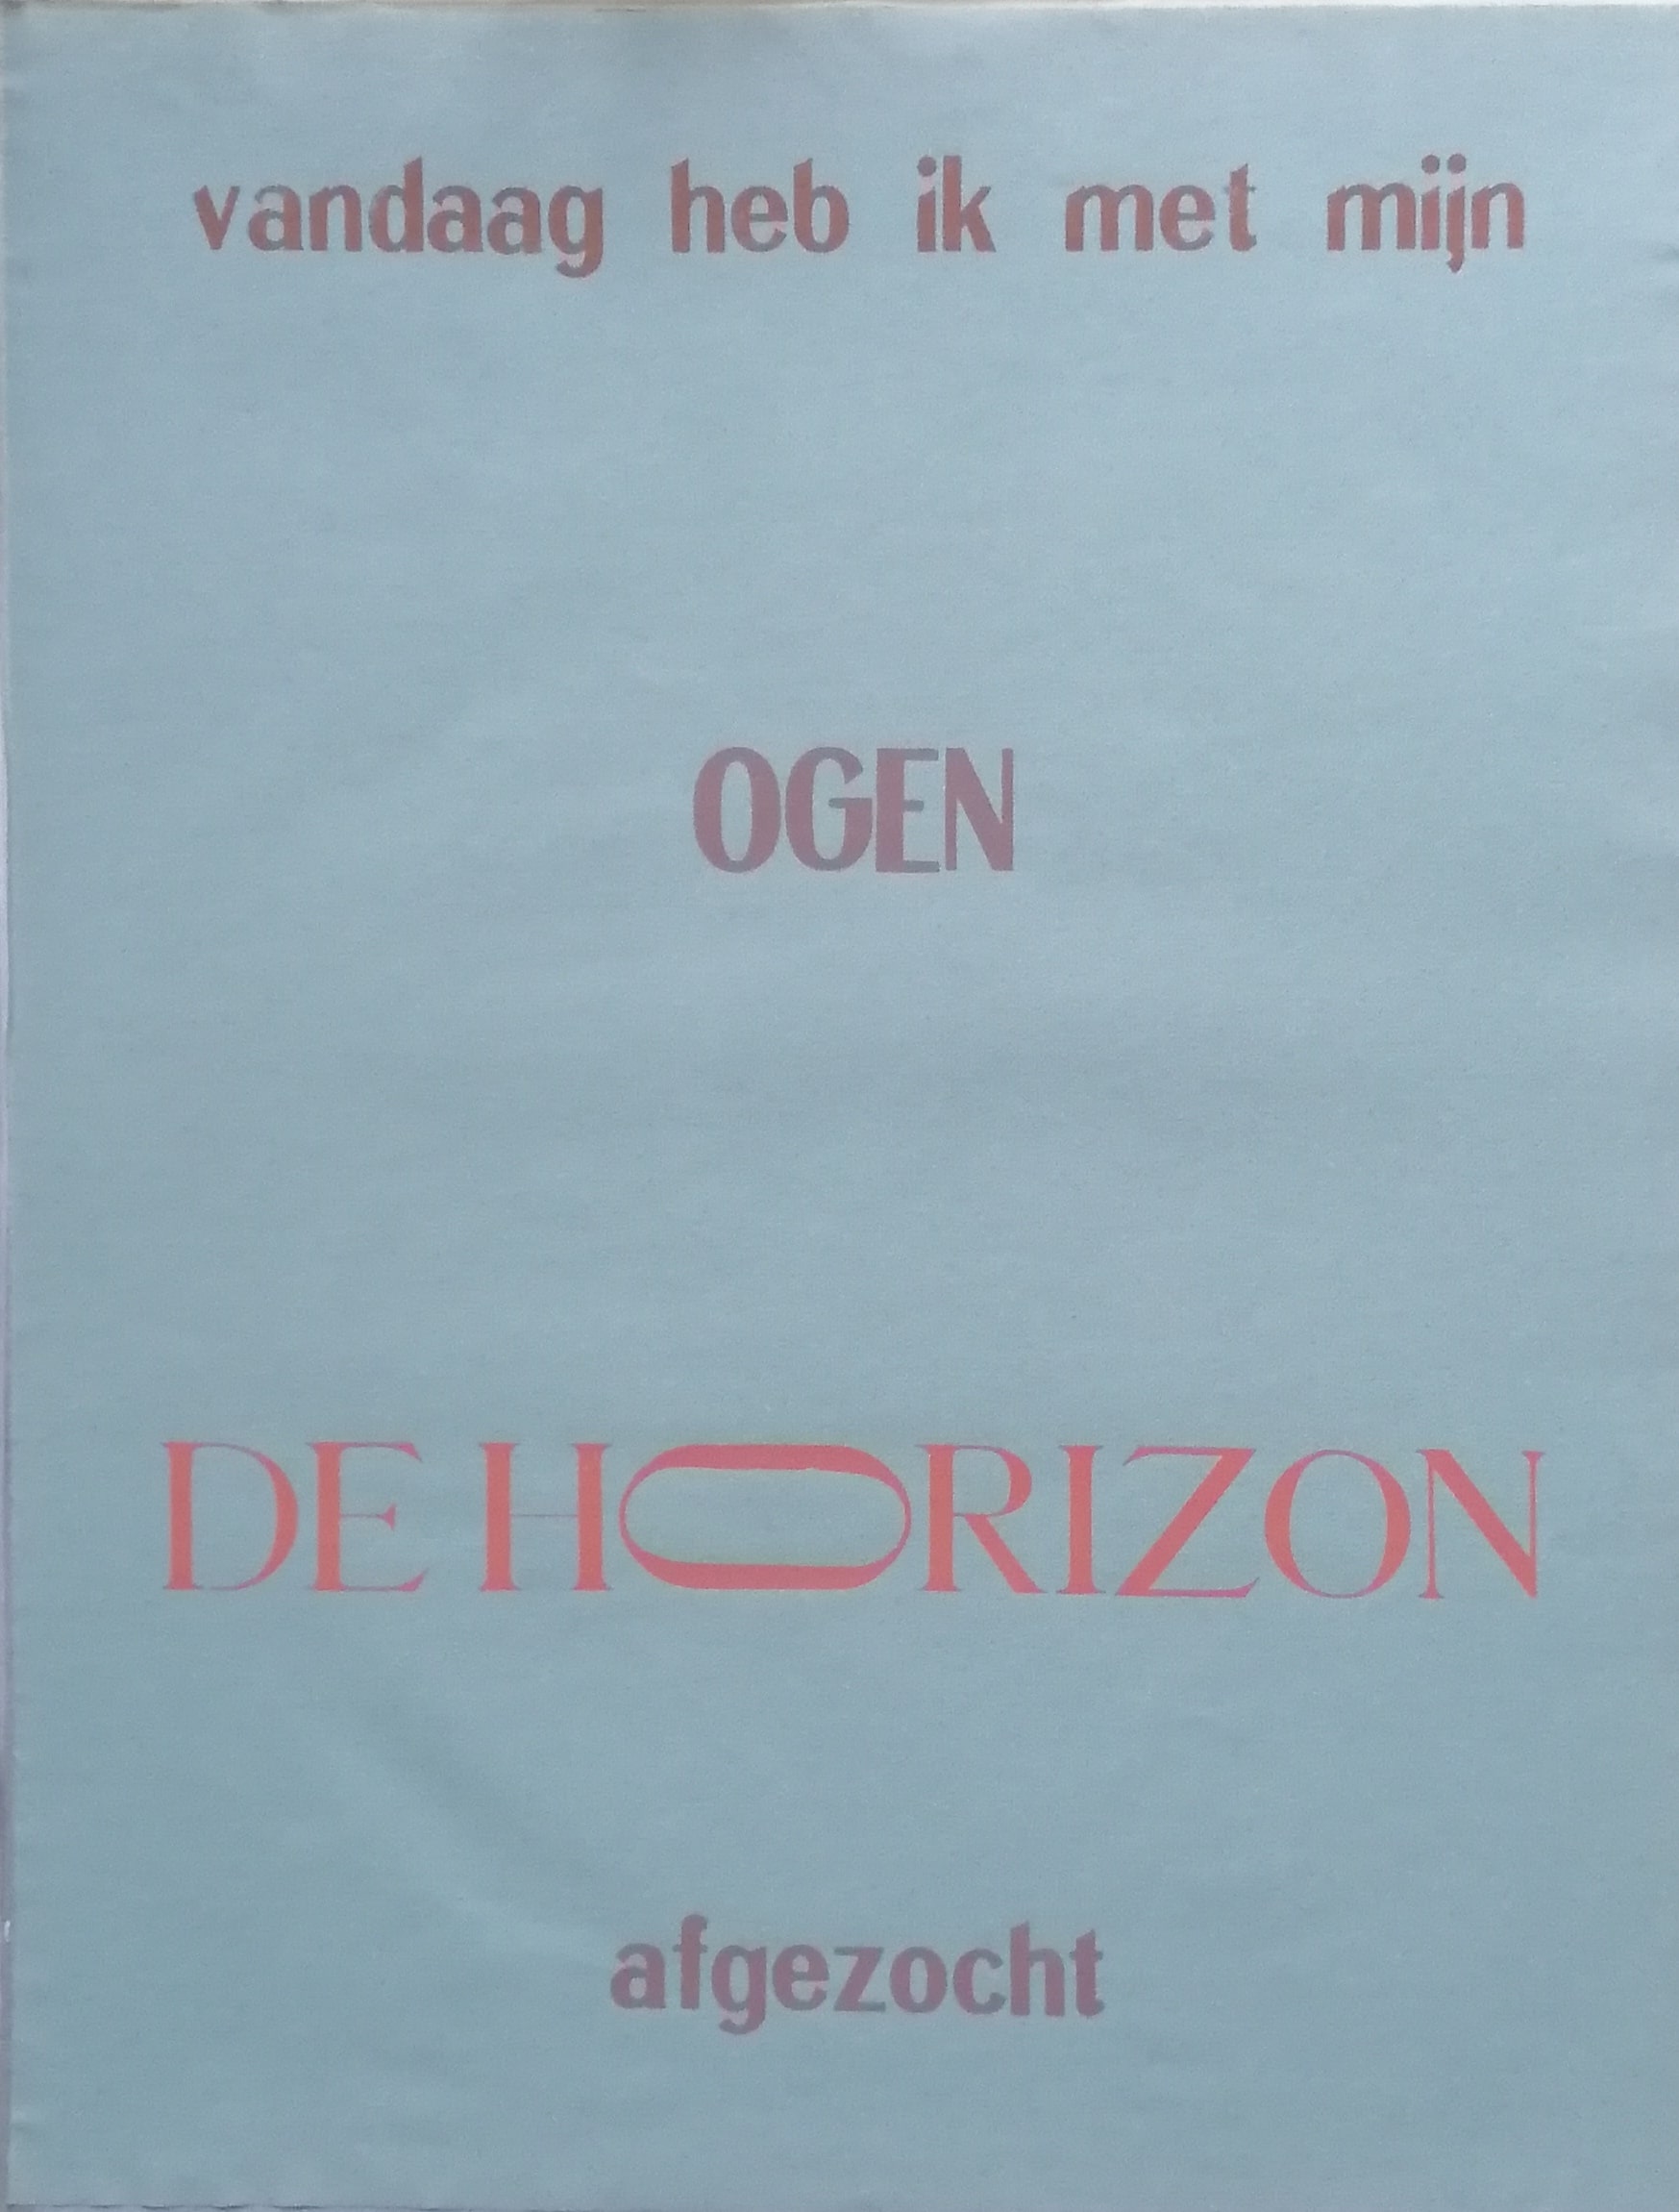 vandaag heb ik met mijn
OGEN
DE HORIZON
afgezocht